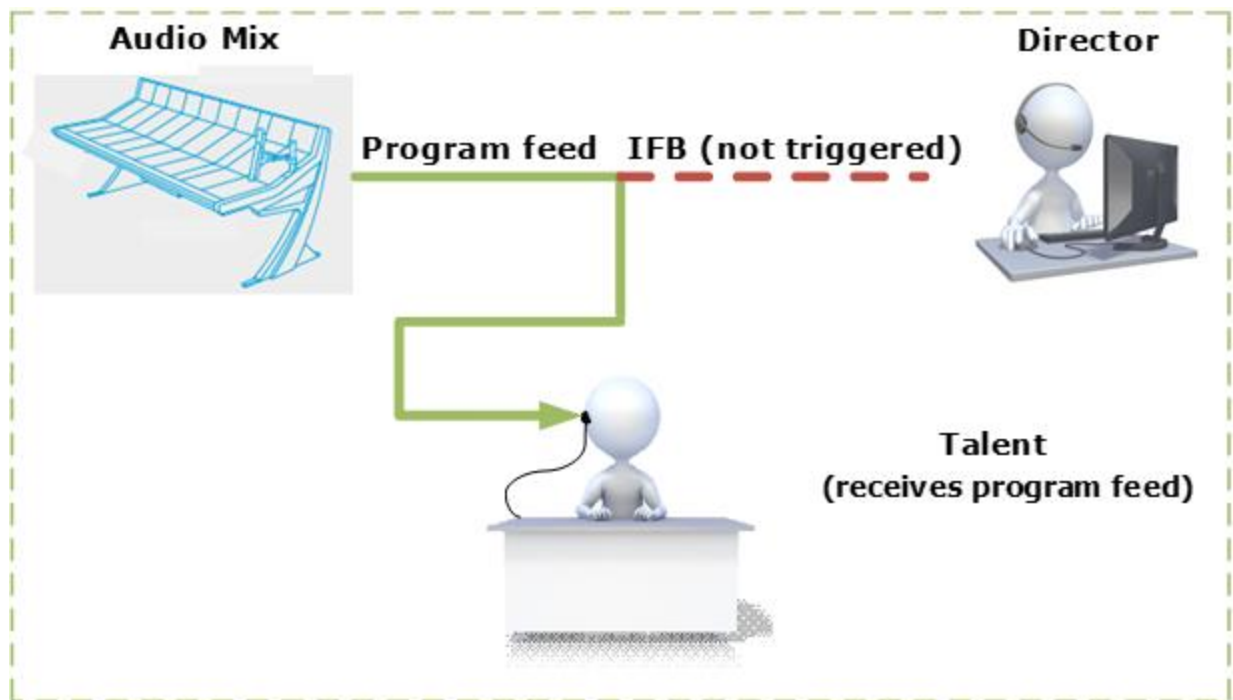 Audio Mix
Director
Program feed
IFB (not triggered)
Talent
(receives program feed)